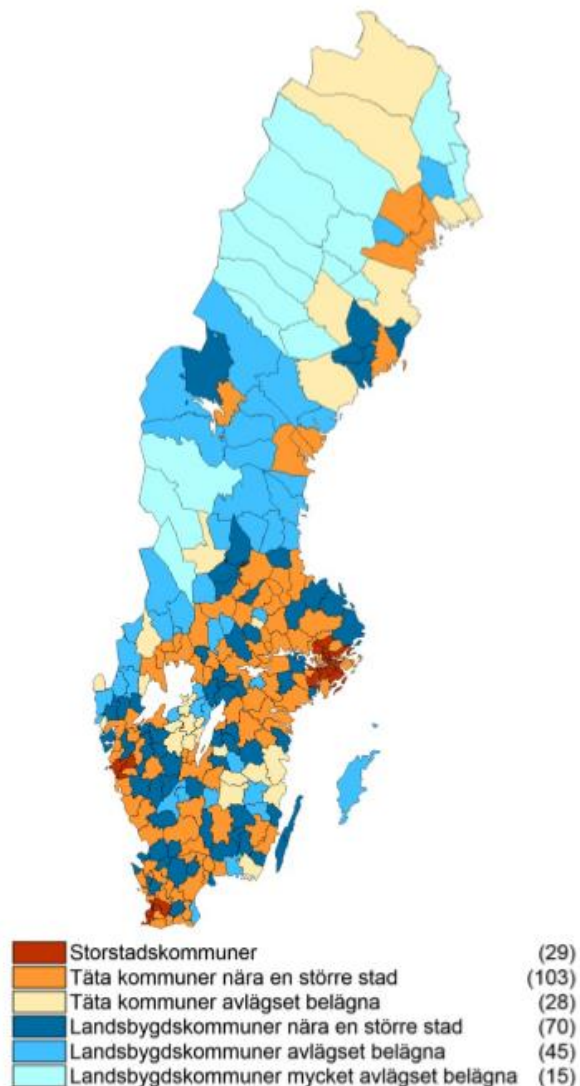 Storstadskommuner (29)
Täta kommuner nära en större stad (103)
Täta kommuner avlägset belägna (28)
Landsbygdskommuner nära en större stad (70)
Landsbygdskommuner avlägset belägna (45)
Landsbygdskommuner mycket avlägset belägna (15)